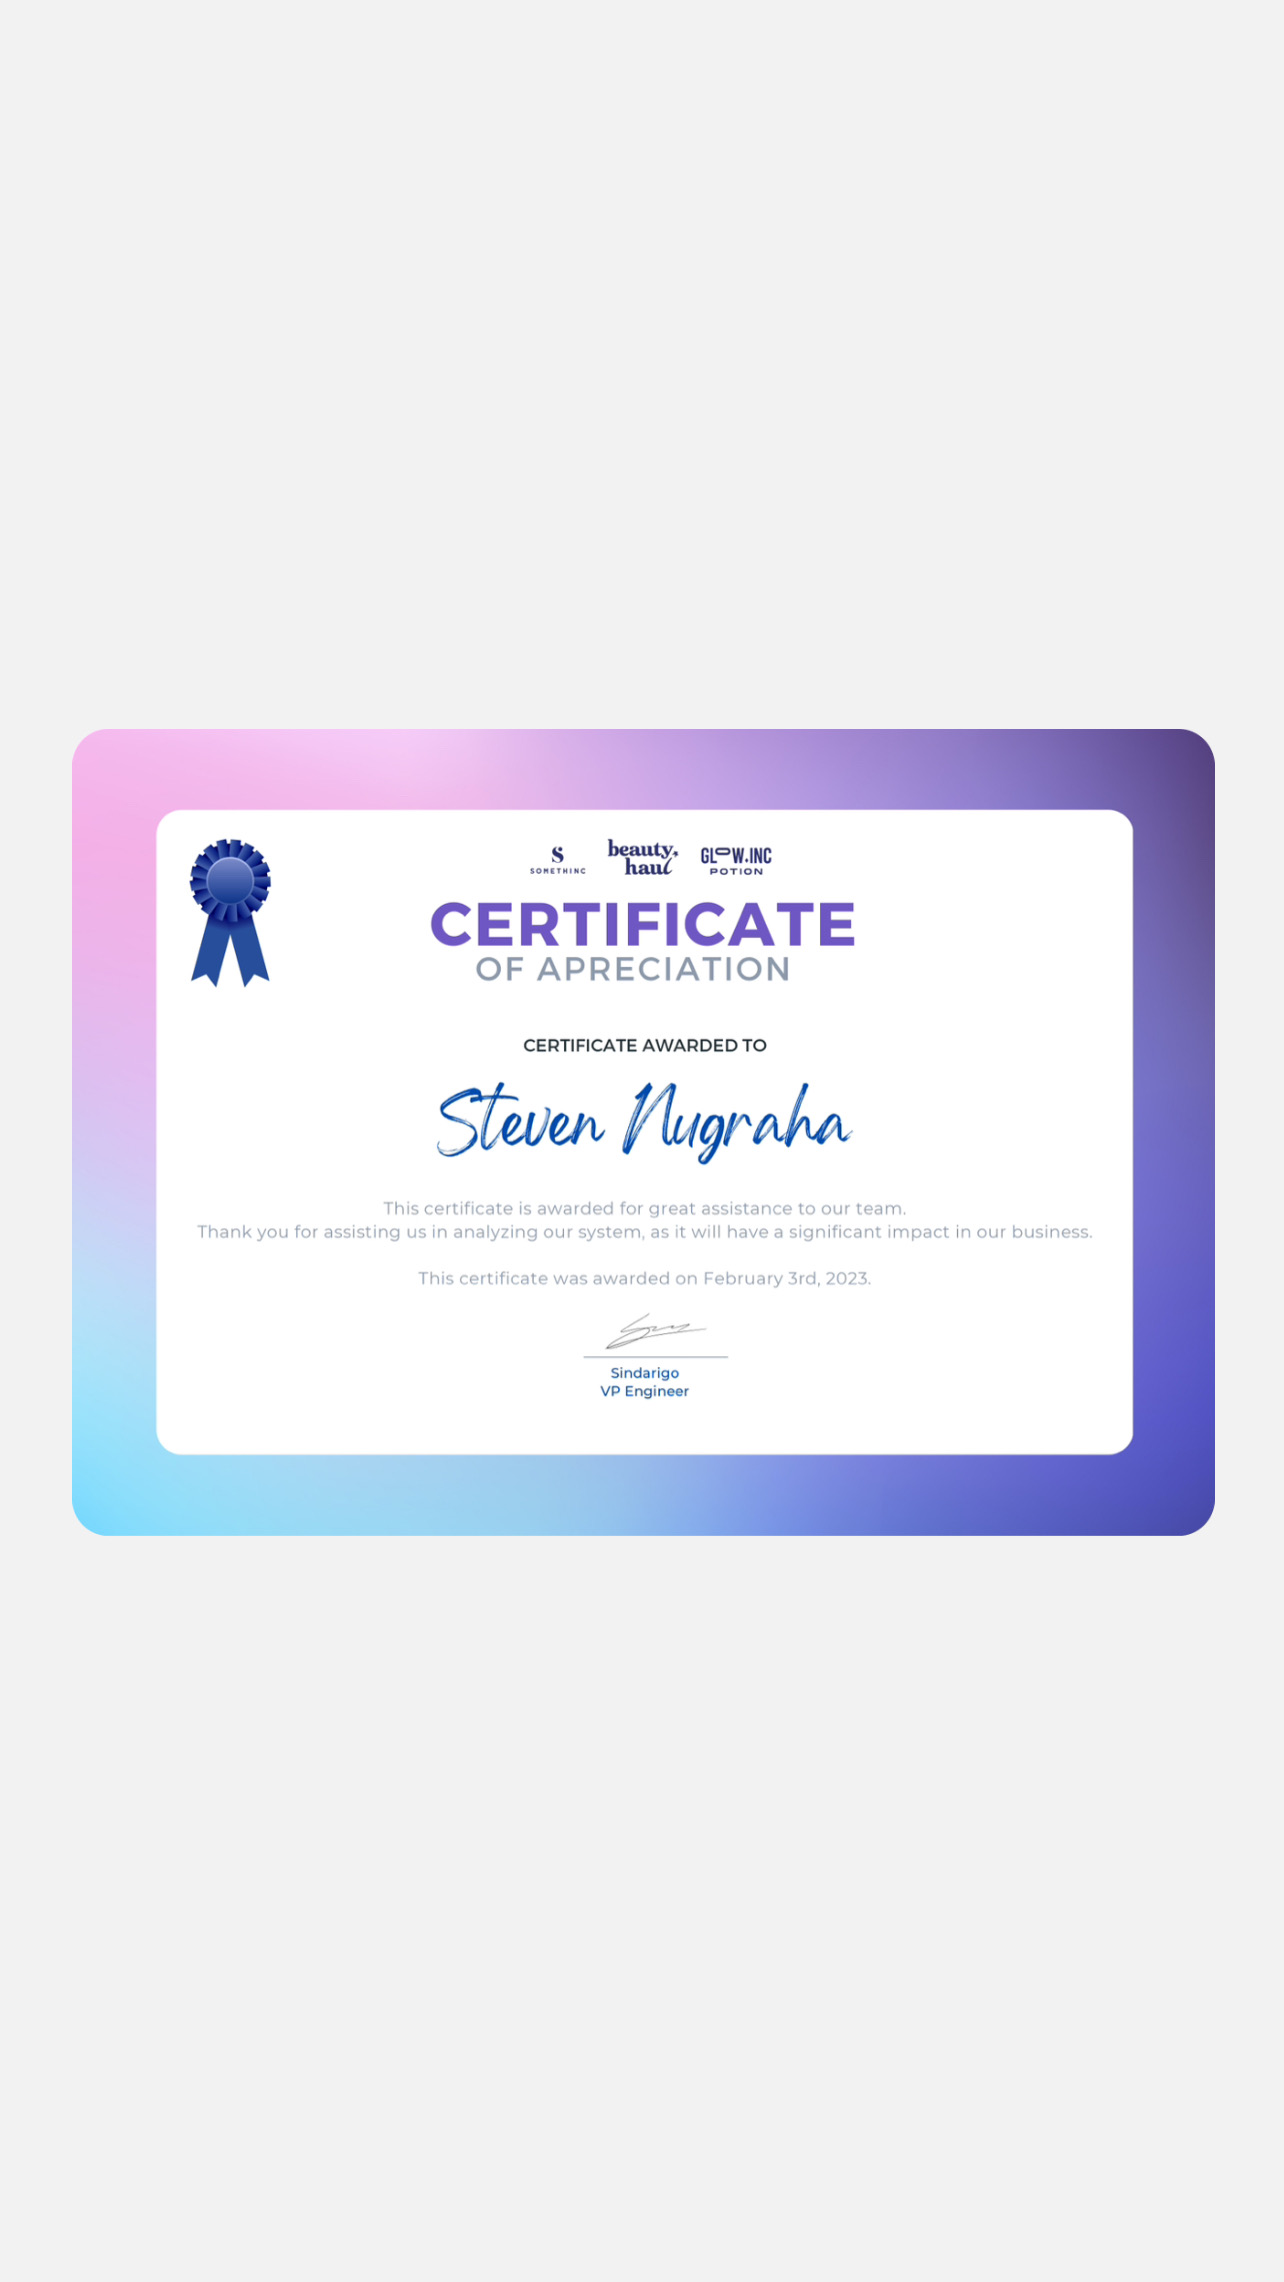 S
SOMETHINC
beauty
haul
GLOW.INC
POTION
CERTIFICATE
OF APRECIATION
CERTIFICATE AWARDED TO
Steven Nugraha
This certificate is awarded for great assistance to our team.
Thank you for assisting us in analyzing our system, as it will have a significant impact in our business.
This certificate was awarded on February 3rd, 2023.
Sindarigo
VP Engineer